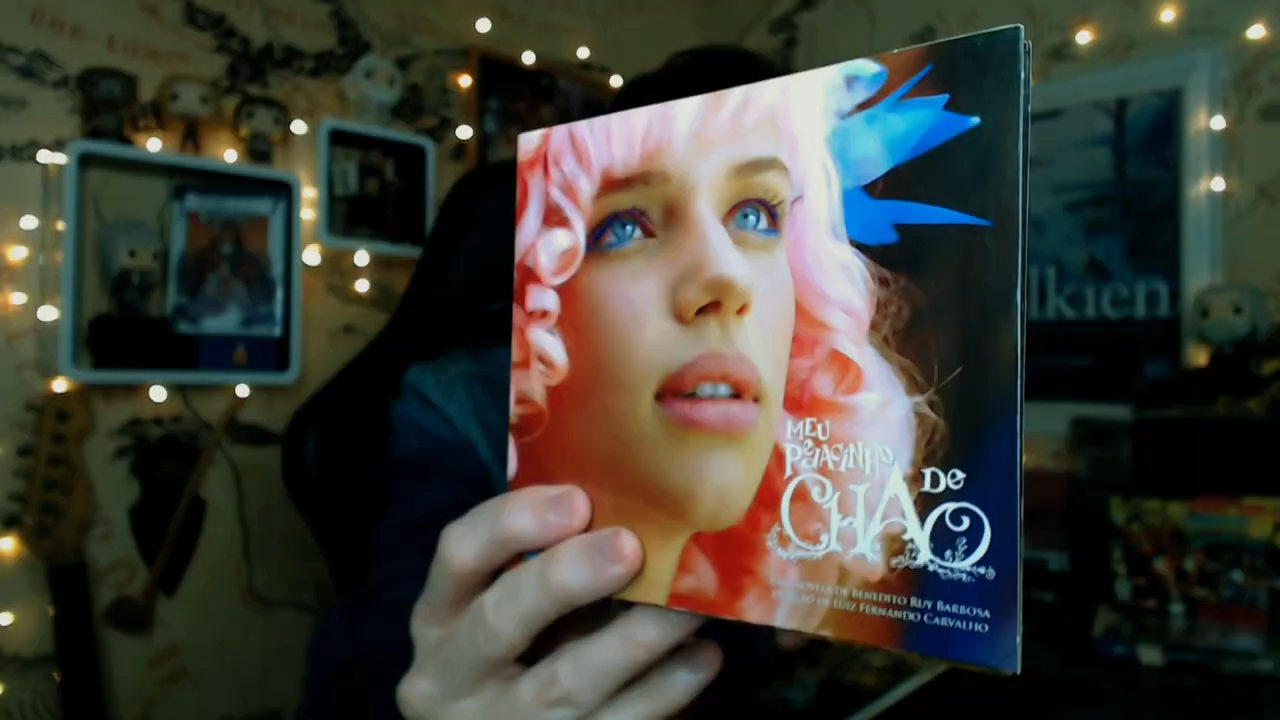 MEU
PEDACINHO
DE
CHÃO
UMA NOVELA DE BENEDITO RUY BARBOSA
DIREÇÃO DE LUIZ FERNANDO CARVALHO
lkien